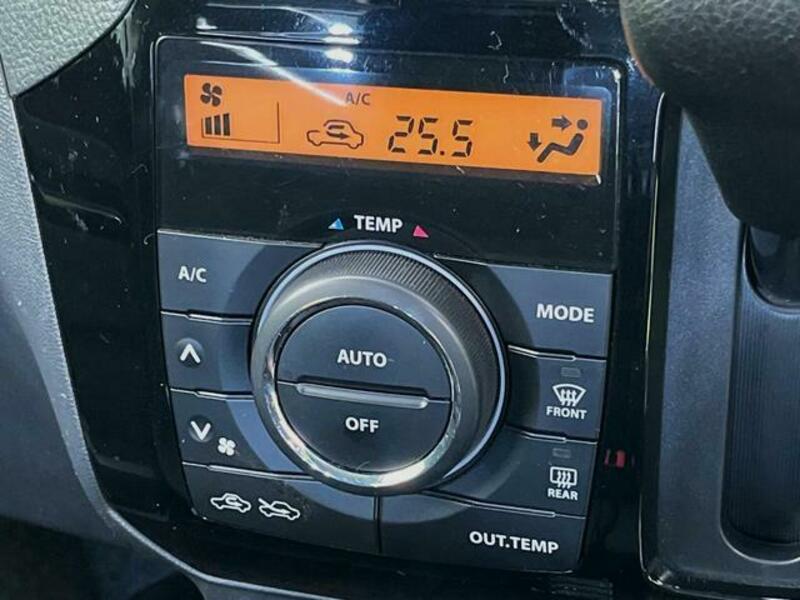 A/C
25.5
TEMP
A/C
MODE
AUTO
FRONT
OFF
REAR
OUT.TEMP